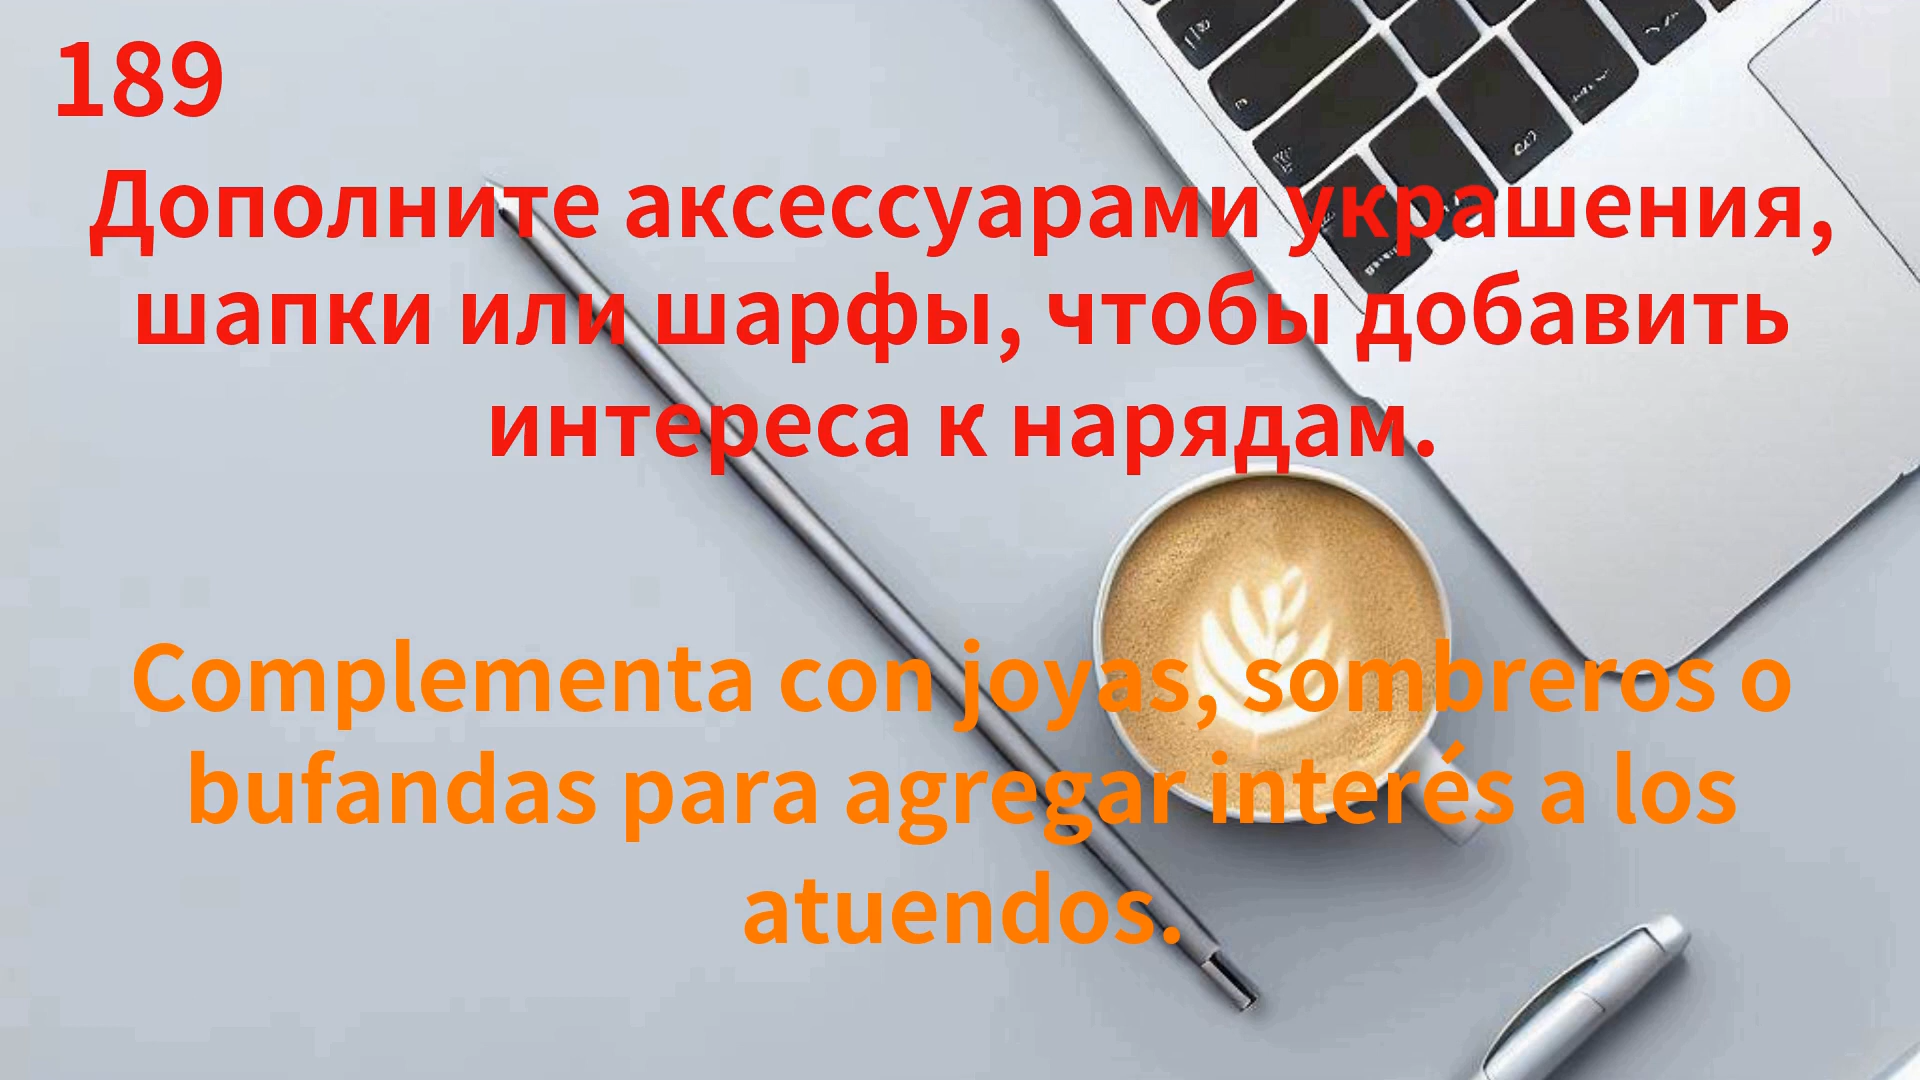 189
Дополните аксессуарами украшения,
шапки или шарфы, чтобы добавить
интереса к нарядам.
Complementa con joyas, sombreros o
bufandas para agregar interés a los
atuendos.